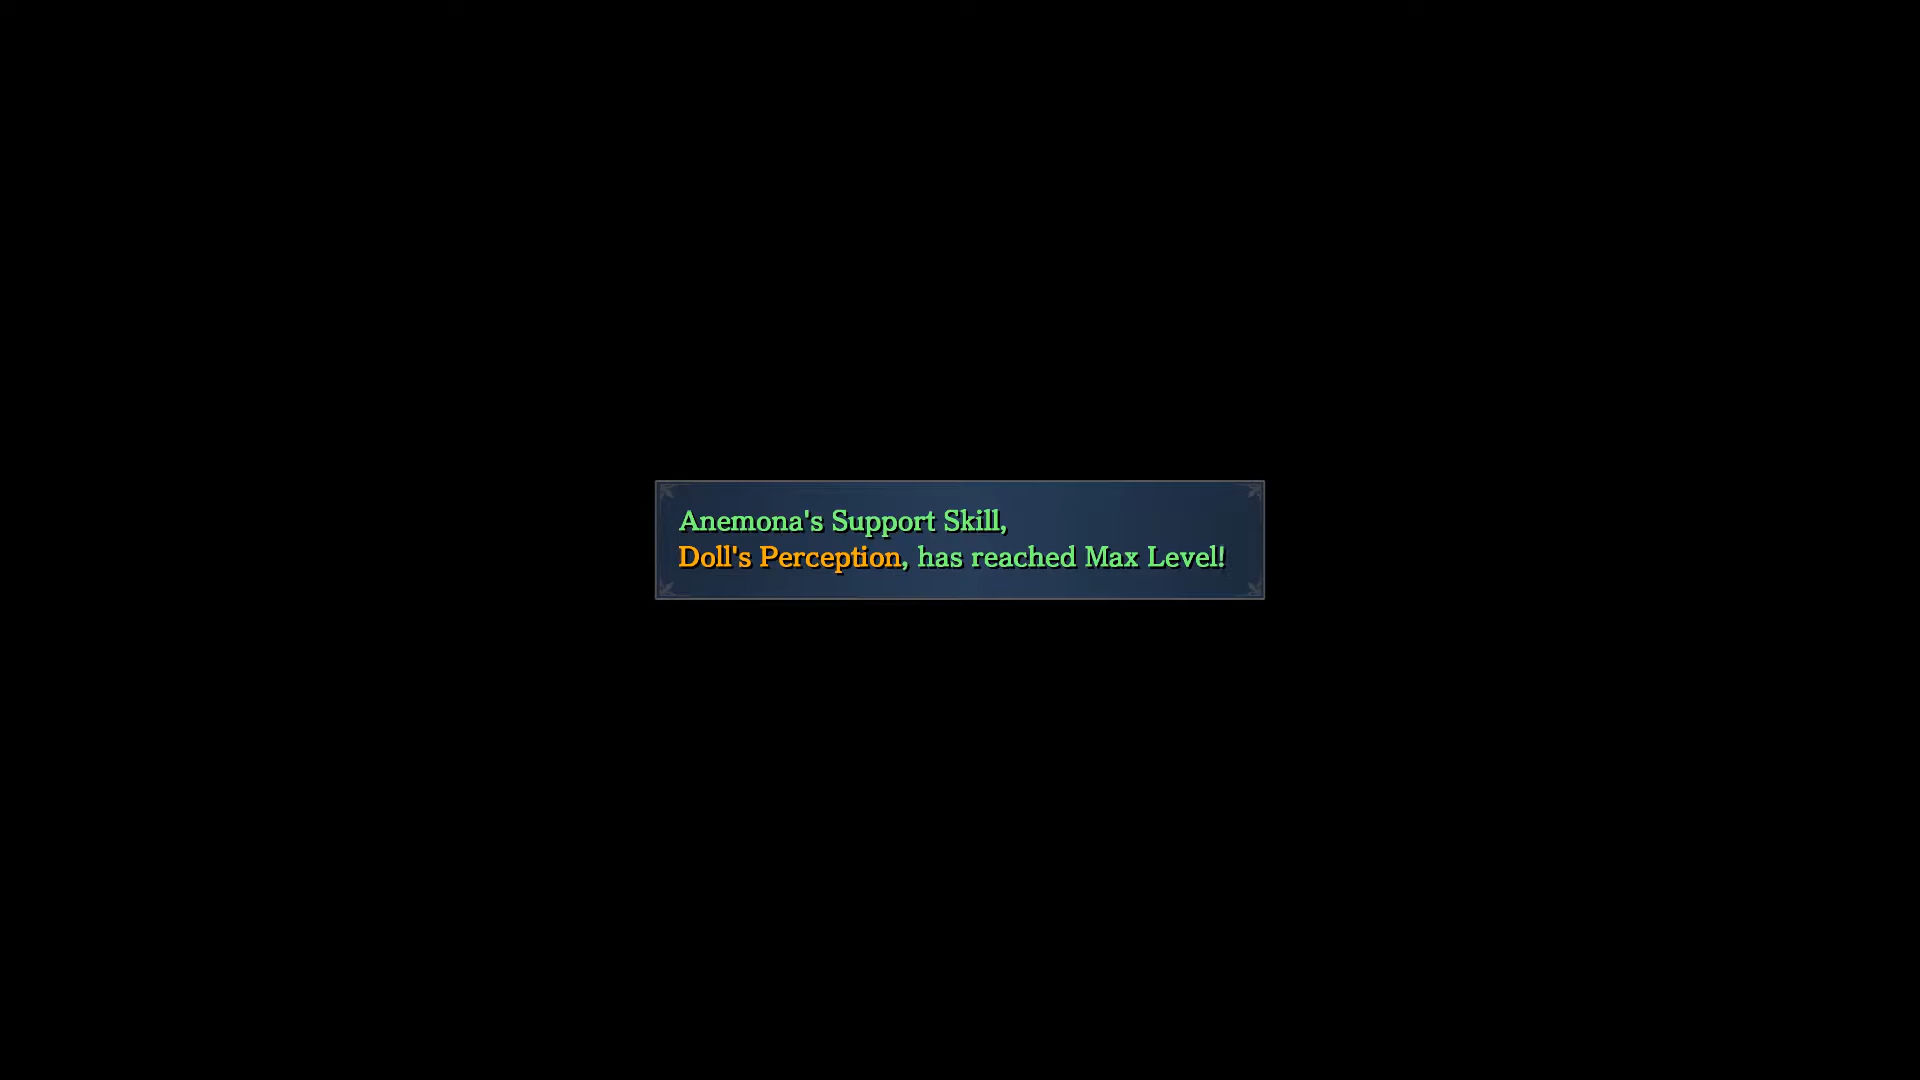 Anemona's Support Skill,
Doll's Perception, has reached Max Level!